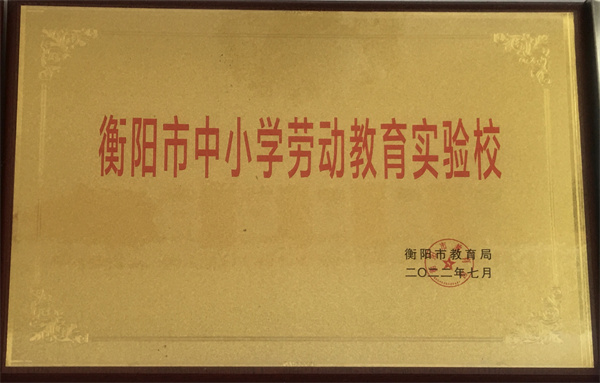 衡阳市中小学劳动教育实验校
衡阳市教育局
二〇二二年七月